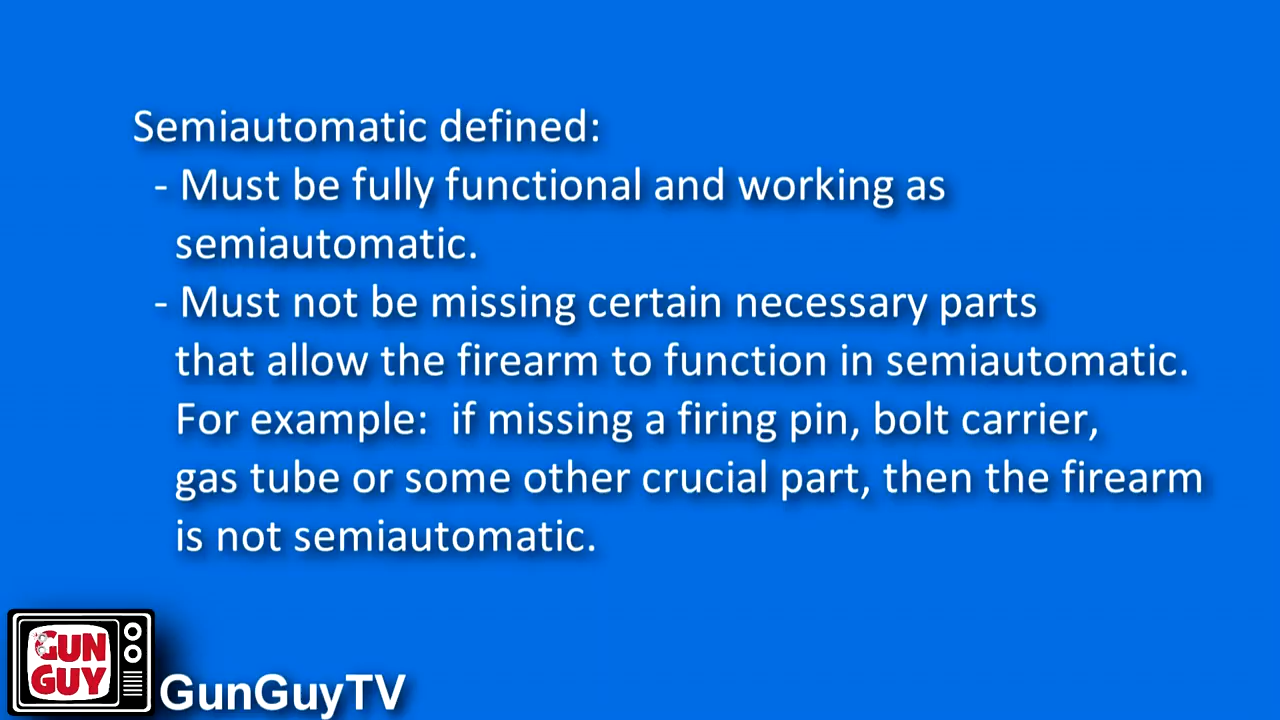 Semiautomatic defined:
- Must be fully functional and working as
semiautomatic.
- Must not be missing certain necessary parts
that allow the firearm to function in semiautomatic.
For example:  if missing a firing pin, bolt carrier,
gas tube or some other crucial part, then the firearm
is not semiautomatic.
GUN
GUY
GunGuyTV